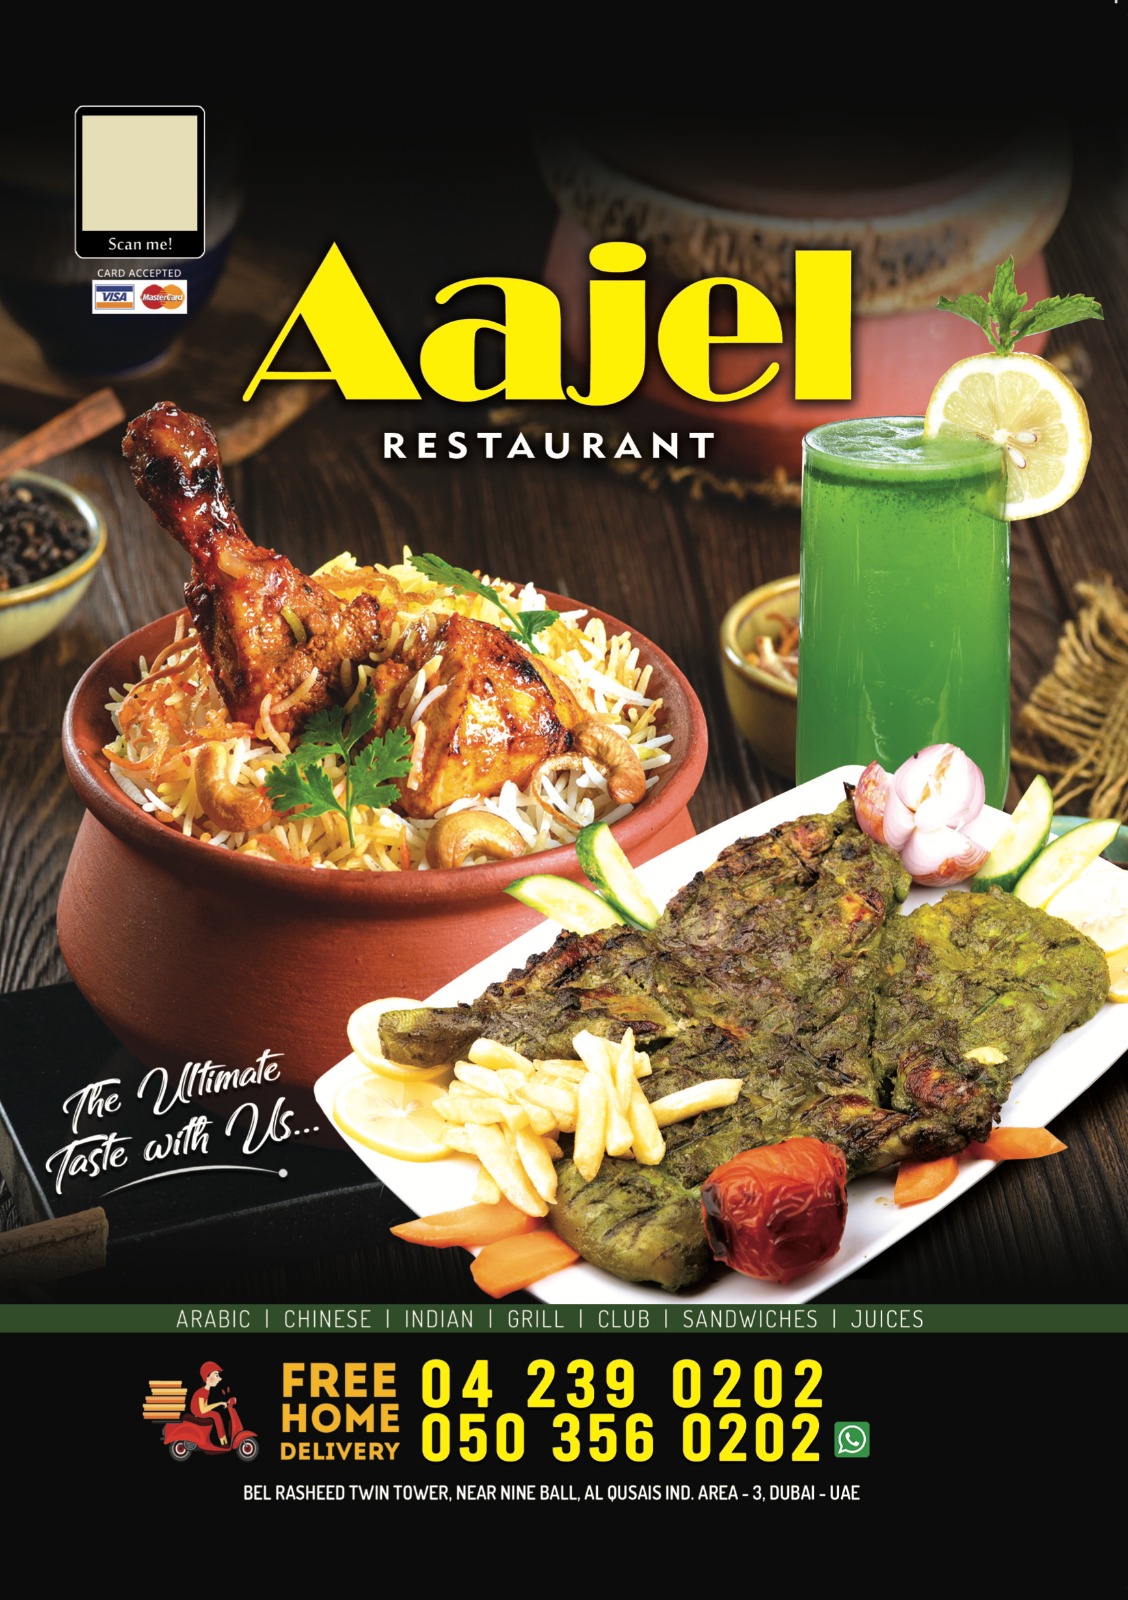 Scan me!
CARD ACCEPTED
VISA MasterCard
Aajel
RESTAURANT
The Ultimate
Taste with Us...
ARABIC | CHINESE | INDIAN | GRILL | CLUB | SANDWICHES | JUICES
FREE
HOME
DELIVERY
04 239 0202
050 356 0202
BEL RASHEED TWIN TOWER, NEAR NINE BALL, AL QUSAIS IND. AREA - 3, DUBAI - UAE